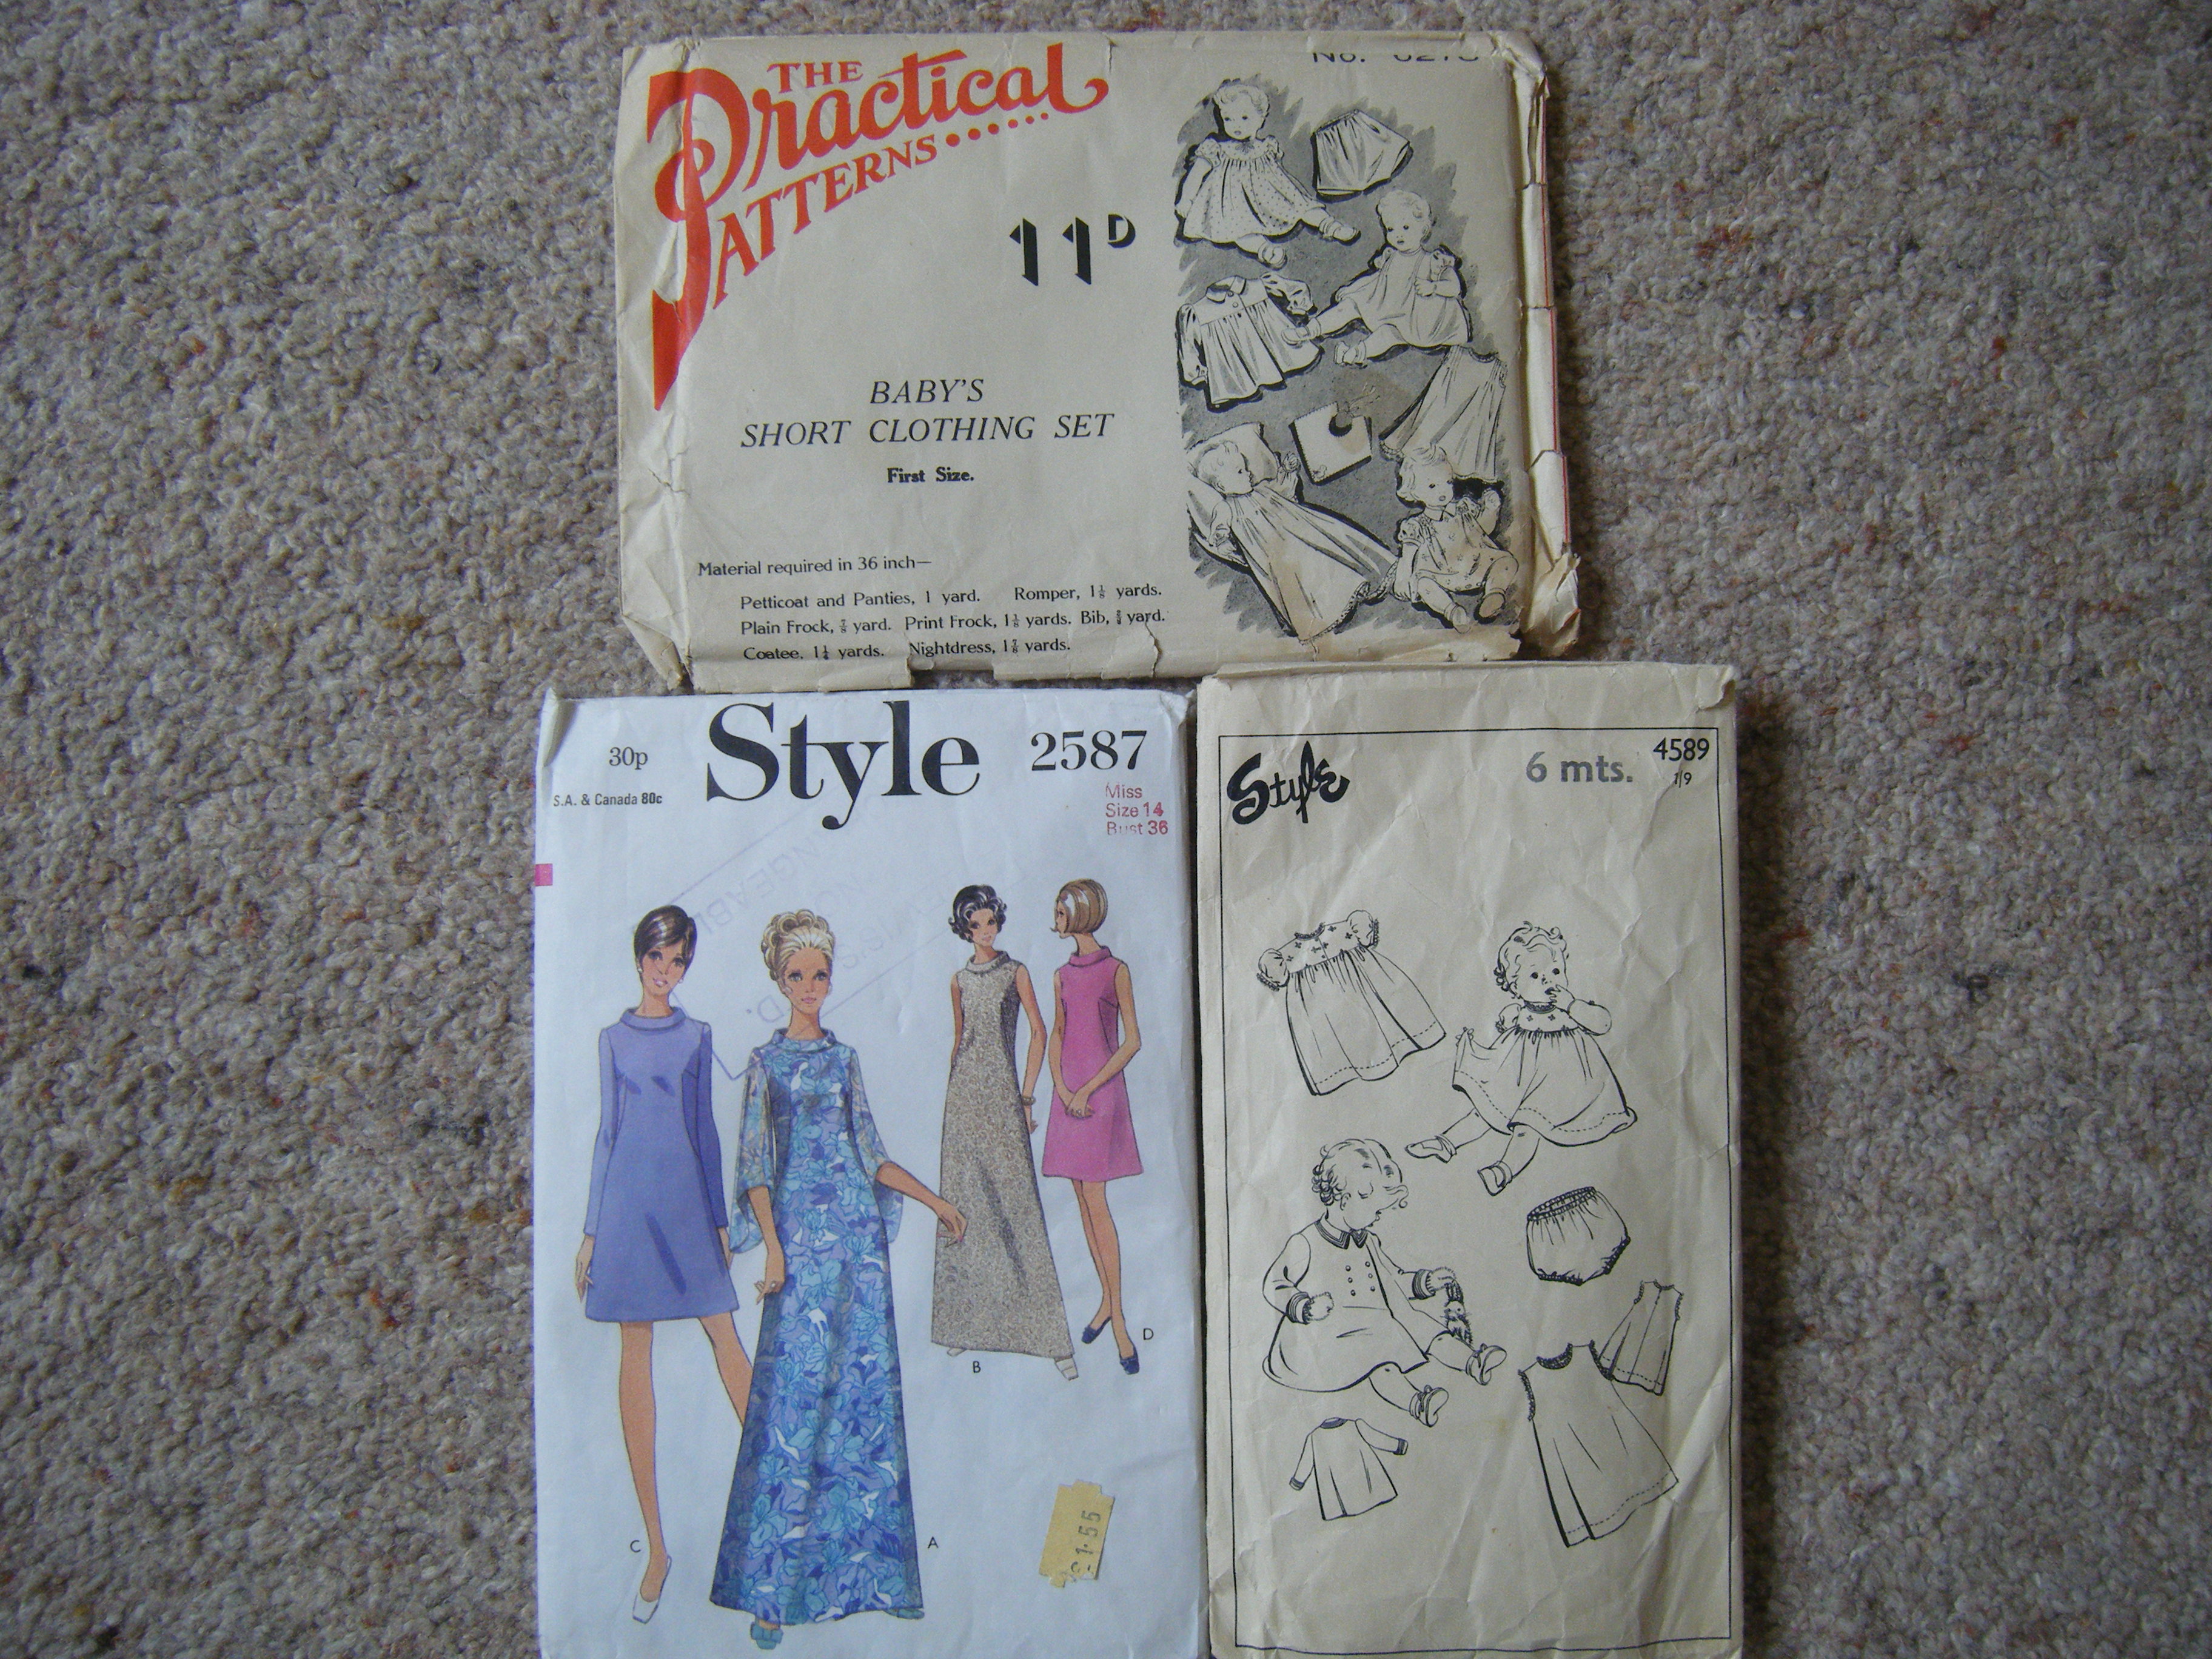 THE
Practical
PATTERNS......
No.
11D
BABY'S
SHORT CLOTHING SET
First Size.
Material required in 36 inch—
Petticoat and Panties, 1 yard. Romper, 1⅛ yards.
Plain Frock, ⅞ yard. Print Frock, 1⅛ yards. Bib, yard.
Coatee, 1¼ yards. Nightdress, 1⅞ yards.
30p
Style
2587
S.A. & Canada 80c
Miss
Size 14
Bust 36
C
A
B
D
£1.55
Style
6 mts.
4589
1/9